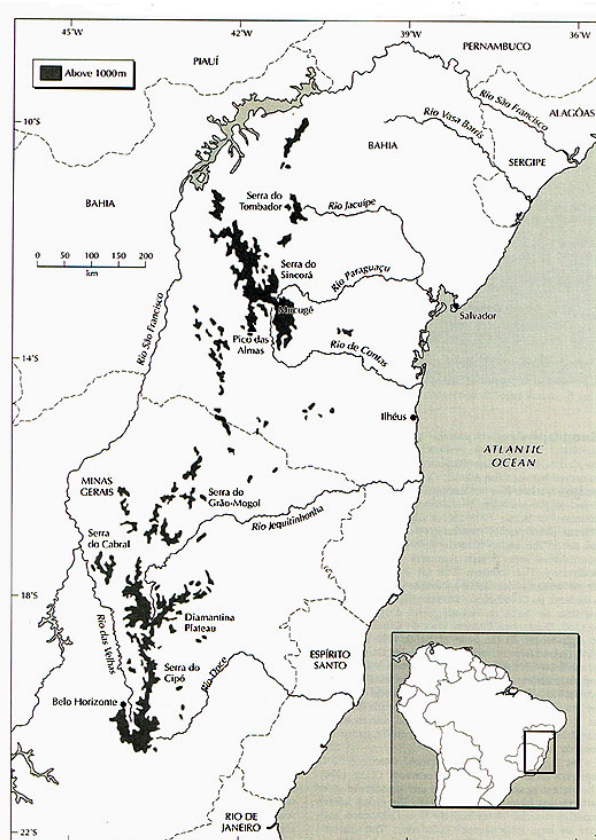 45°W
42°W
39°W
36°W
PERNAMBUCO
PIAUÍ
Above 1000m
Rio São Francisco
ALAGÓAS
Rio Vasa Barris
10°S
BAHIA
SERGIPE
Serra do
Tombador
Rio Jacuípe
BAHIA
0 50 100 150 200
km
Serra do
Sincorá
Rio Paraguaçu
Mucugê
Salvador
Rio São Francisco
Pico das
Almas
Rio de Contas
14°S
Ilhéus
ATLANTIC
OCEAN
MINAS
GERAIS
Serra do
Grão-Mogol
Rio Jequitinhonha
Serra
do Cabral
18°S
Diamantina
Plateau
Rio das Velhas
ESPÍRITO
SANTO
Serra do
Cipó
Rio Doce
Belo Horizonte
RIO DE
JANEIRO
22°S